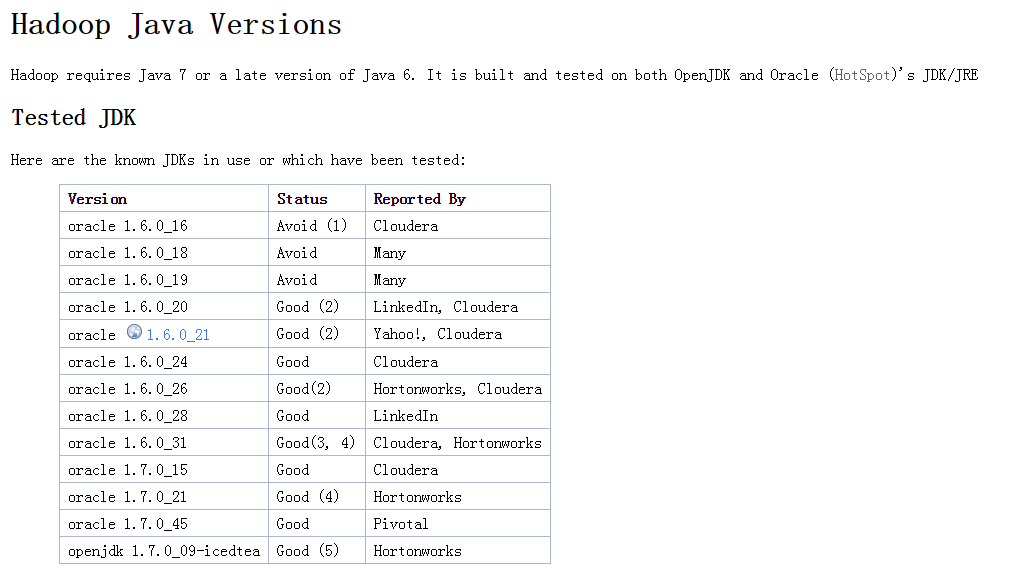 Hadoop Java Versions
Hadoop requires Java 7 or a late version of Java 6. It is built and tested on both OpenJDK and Oracle (HotSpot)'s JDK/JRE
Tested JDK
Here are the known JDKs in use or which have been tested:
Version Status Reported By
oracle 1.6.0_16 Avoid (1) Cloudera
oracle 1.6.0_18 Avoid Many
oracle 1.6.0_19 Avoid Many
oracle 1.6.0_20 Good (2) LinkedIn, Cloudera
oracle 1.6.0_21 Good (2) Yahoo!, Cloudera
oracle 1.6.0_24 Good Cloudera
oracle 1.6.0_26 Good(2) Hortonworks, Cloudera
oracle 1.6.0_28 Good LinkedIn
oracle 1.6.0_31 Good(3, 4) Cloudera, Hortonworks
oracle 1.7.0_15 Good Cloudera
oracle 1.7.0_21 Good (4) Hortonworks
oracle 1.7.0_45 Good Pivotal
openjdk 1.7.0_09-icedtea Good (5) Hortonworks